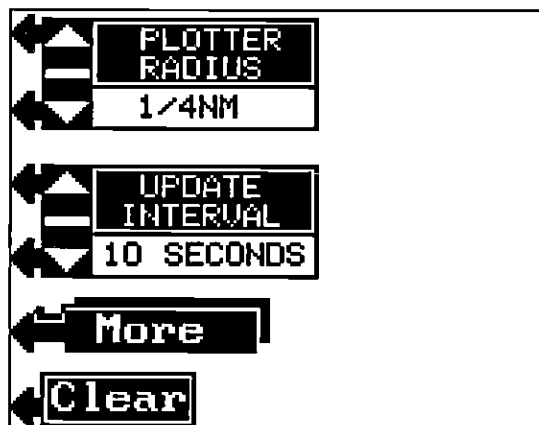 PLOTTER
RADIUS
1/4NM
UPDATE
INTERVAL
10 SECONDS
More
Clear